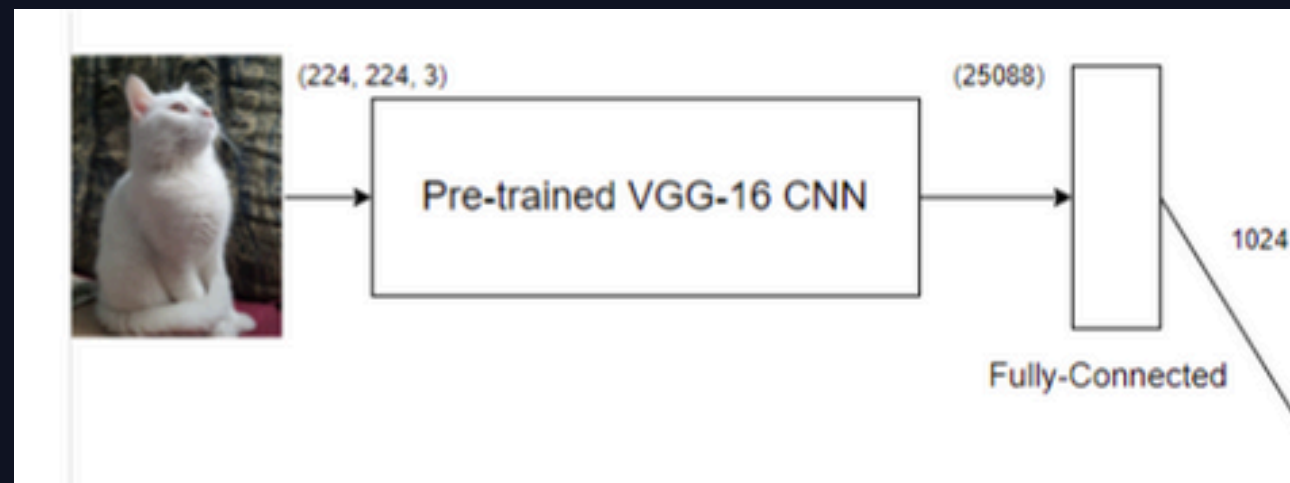 (224, 224, 3)
(25088)
Pre-trained VGG-16 CNN
1024
Fully-Connected